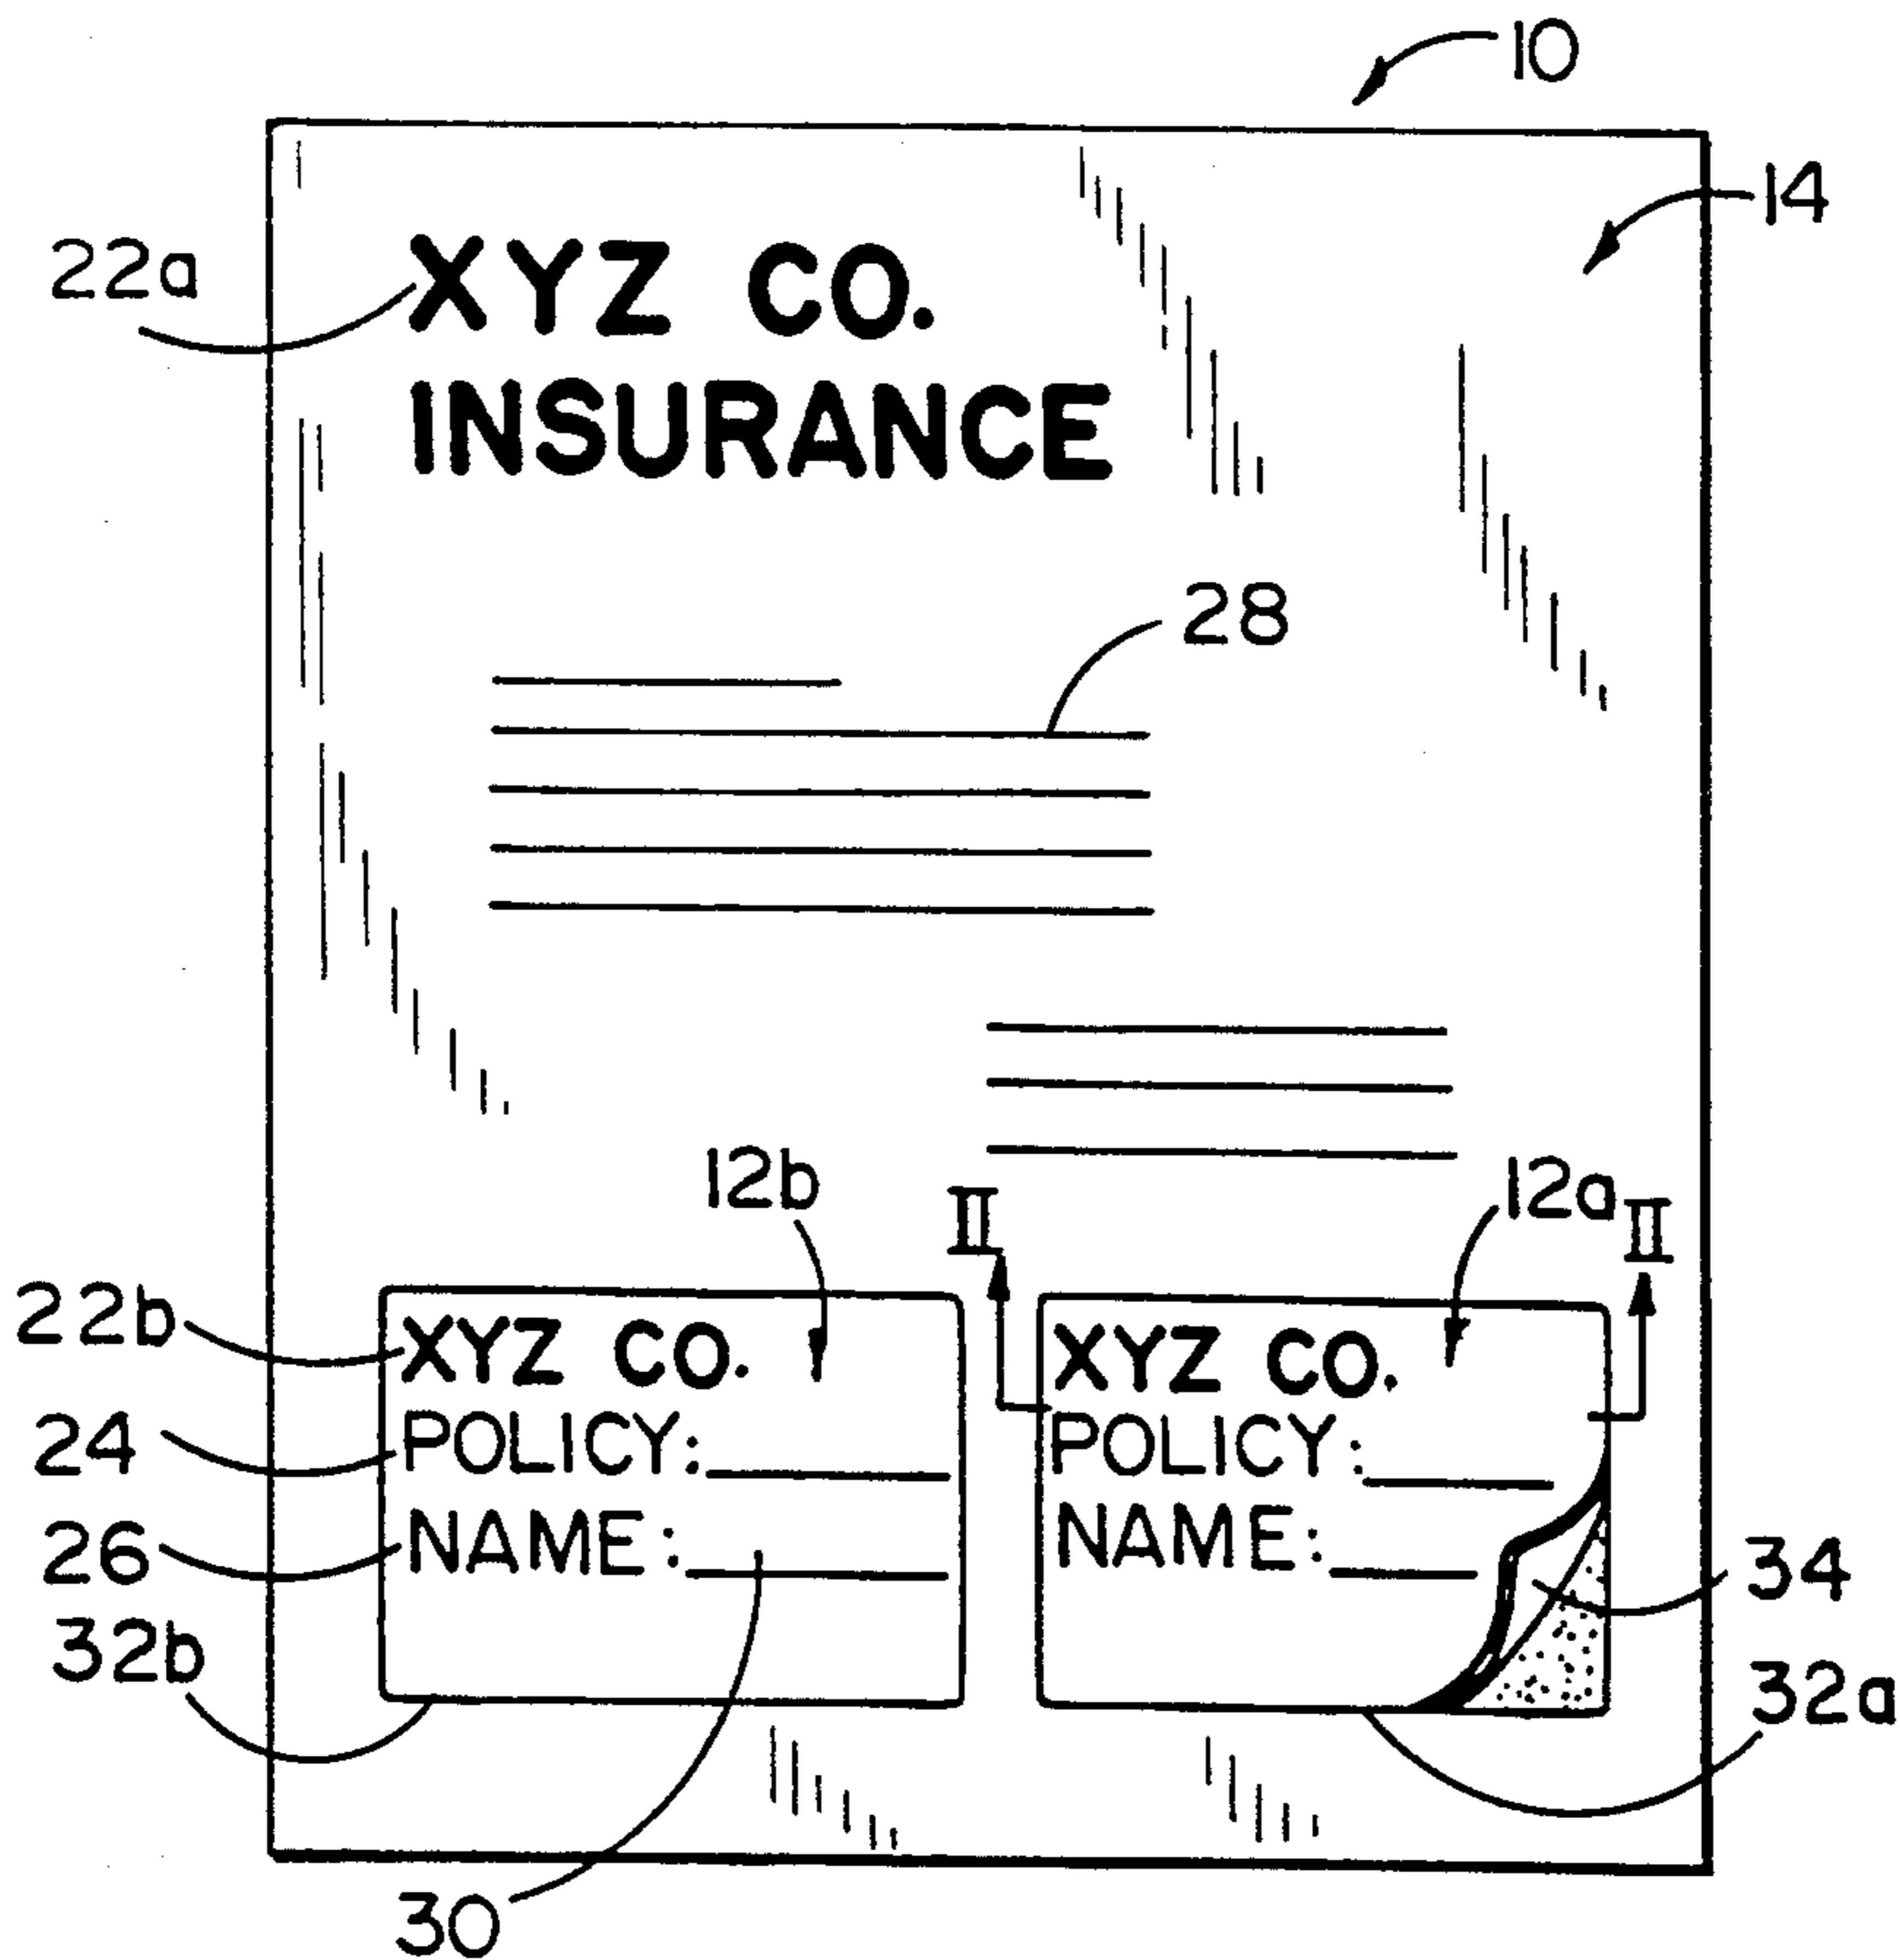 10
14
22a
XYZ CO.
INSURANCE
28
12b
II
12a
II
22b
XYZ CO.
POLICY:
24
NAME:
26
32b
XYZ CO.
POLICY:
NAME:
34
32a
30